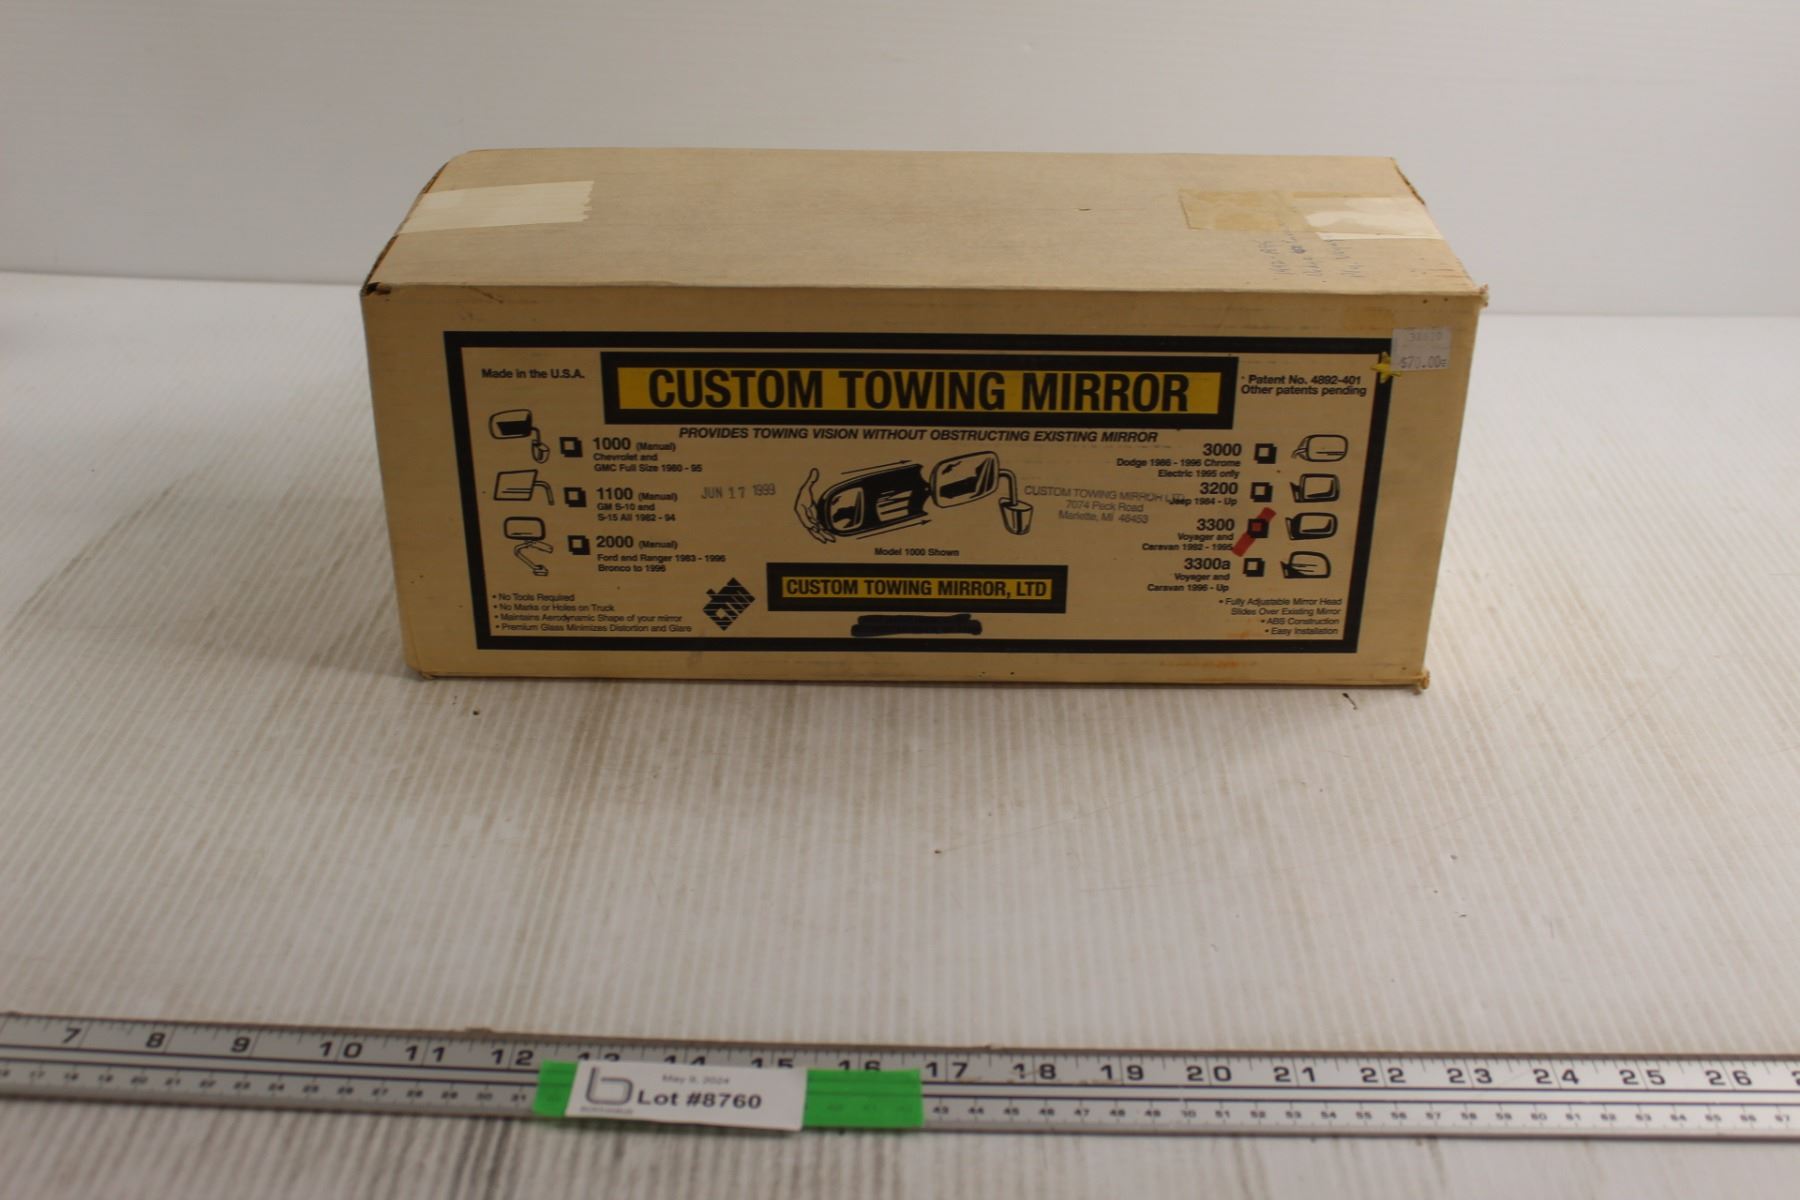 31610
$70.00
Made in the U.S.A.
CUSTOM TOWING MIRROR
Patent No. 4892-401
Other patents pending
PROVIDES TOWING VISION WITHOUT OBSTRUCTING EXISTING MIRROR
1000 (Manual)
Chevrolet and
GMC Full Size 1980 - 95
1100 (Manual)
GM S-10 and
S-15 All 1982 - 94
2000 (Manual)
Ford and Ranger 1983 - 1996
Bronco to 1996
• No Tools Required
• No Marks or Holes on Truck
• Maintains Aerodynamic Shape of your mirror
• Premium Glass Minimizes Distortion and Glare
JUN 17 1999
Model 1000 Shown
CUSTOM TOWING MIRROR LTD
7074 Peck Road
Marlette, MI 48453
CUSTOM TOWING MIRROR, LTD
3000
Dodge 1986 - 1996 Chrome
Electric 1995 only
3200
Jeep 1984 - Up
3300
Voyager and
Caravan 1982 - 1995
3300a
Voyager and
Caravan 1996 - Up
• Fully Adjustable Mirror Head
Slides Over Existing Mirror
• ABS Construction
• Easy Installation
7 8 9 10 11 12 13 14 15 16 17 18 19 20 21 22 23 24 25 26
May 9, 2024
Lot #8760